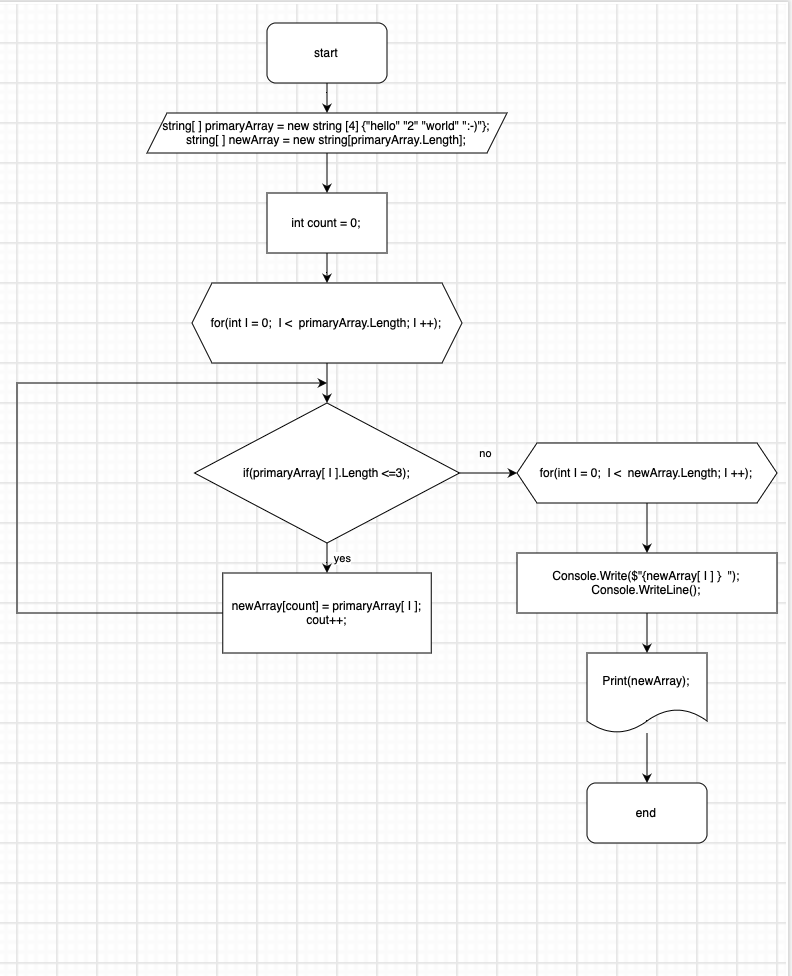 start
string[ ] primaryArray = new string [4] {"hello" "2" "world" ":-)"};
string[ ] newArray = new string[primaryArray.Length];
int count = 0;
for(int I = 0;  I <  primaryArray.Length; I ++);
if(primaryArray[ I ].Length <=3);
no
for(int I = 0;  I <  newArray.Length; I ++);
yes
newArray[count] = primaryArray[ I ];
cout++;
Console.Write($"{newArray[ I ] }  ");
Console.WriteLine();
Print(newArray);
end